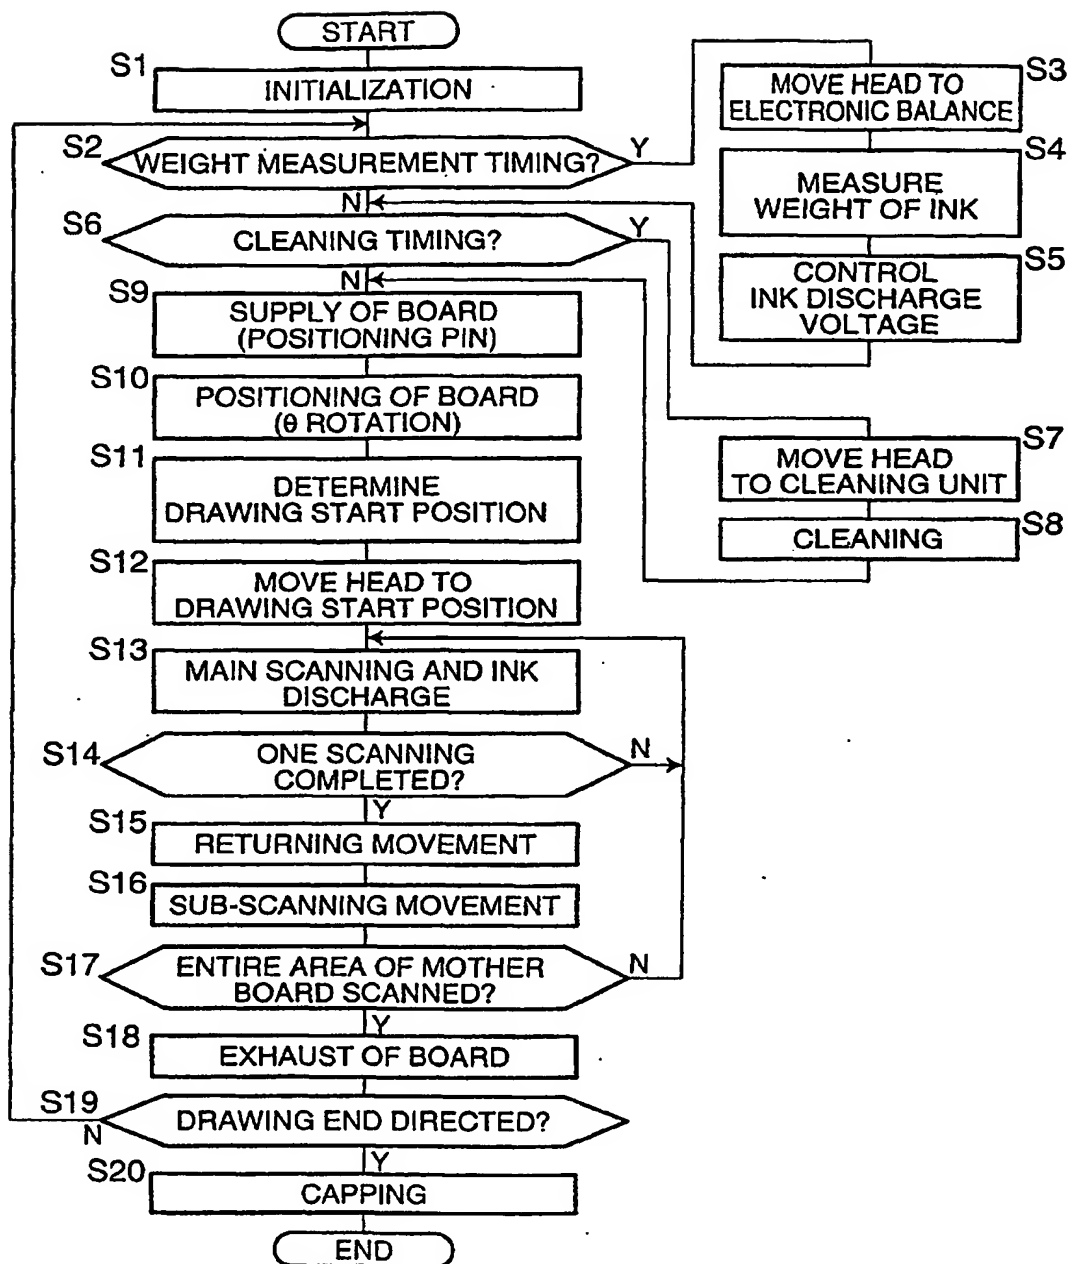 START
S1
INITIALIZATION
S2
WEIGHT MEASUREMENT TIMING?
Y
N
S3
MOVE HEAD TO
ELECTRONIC BALANCE
S4
MEASURE
WEIGHT OF INK
S5
CONTROL
INK DISCHARGE
VOLTAGE
S6
CLEANING TIMING?
Y
N
S7
MOVE HEAD
TO CLEANING UNIT
S8
CLEANING
S9
SUPPLY OF BOARD
(POSITIONING PIN)
S10
POSITIONING OF BOARD
(θ ROTATION)
S11
DETERMINE
DRAWING START POSITION
S12
MOVE HEAD TO
DRAWING START POSITION
S13
MAIN SCANNING AND INK
DISCHARGE
S14
ONE SCANNING
COMPLETED?
N
Y
S15
RETURNING MOVEMENT
S16
SUB-SCANNING MOVEMENT
S17
ENTIRE AREA OF MOTHER
BOARD SCANNED?
N
Y
S18
EXHAUST OF BOARD
S19
DRAWING END DIRECTED?
N
Y
S20
CAPPING
END